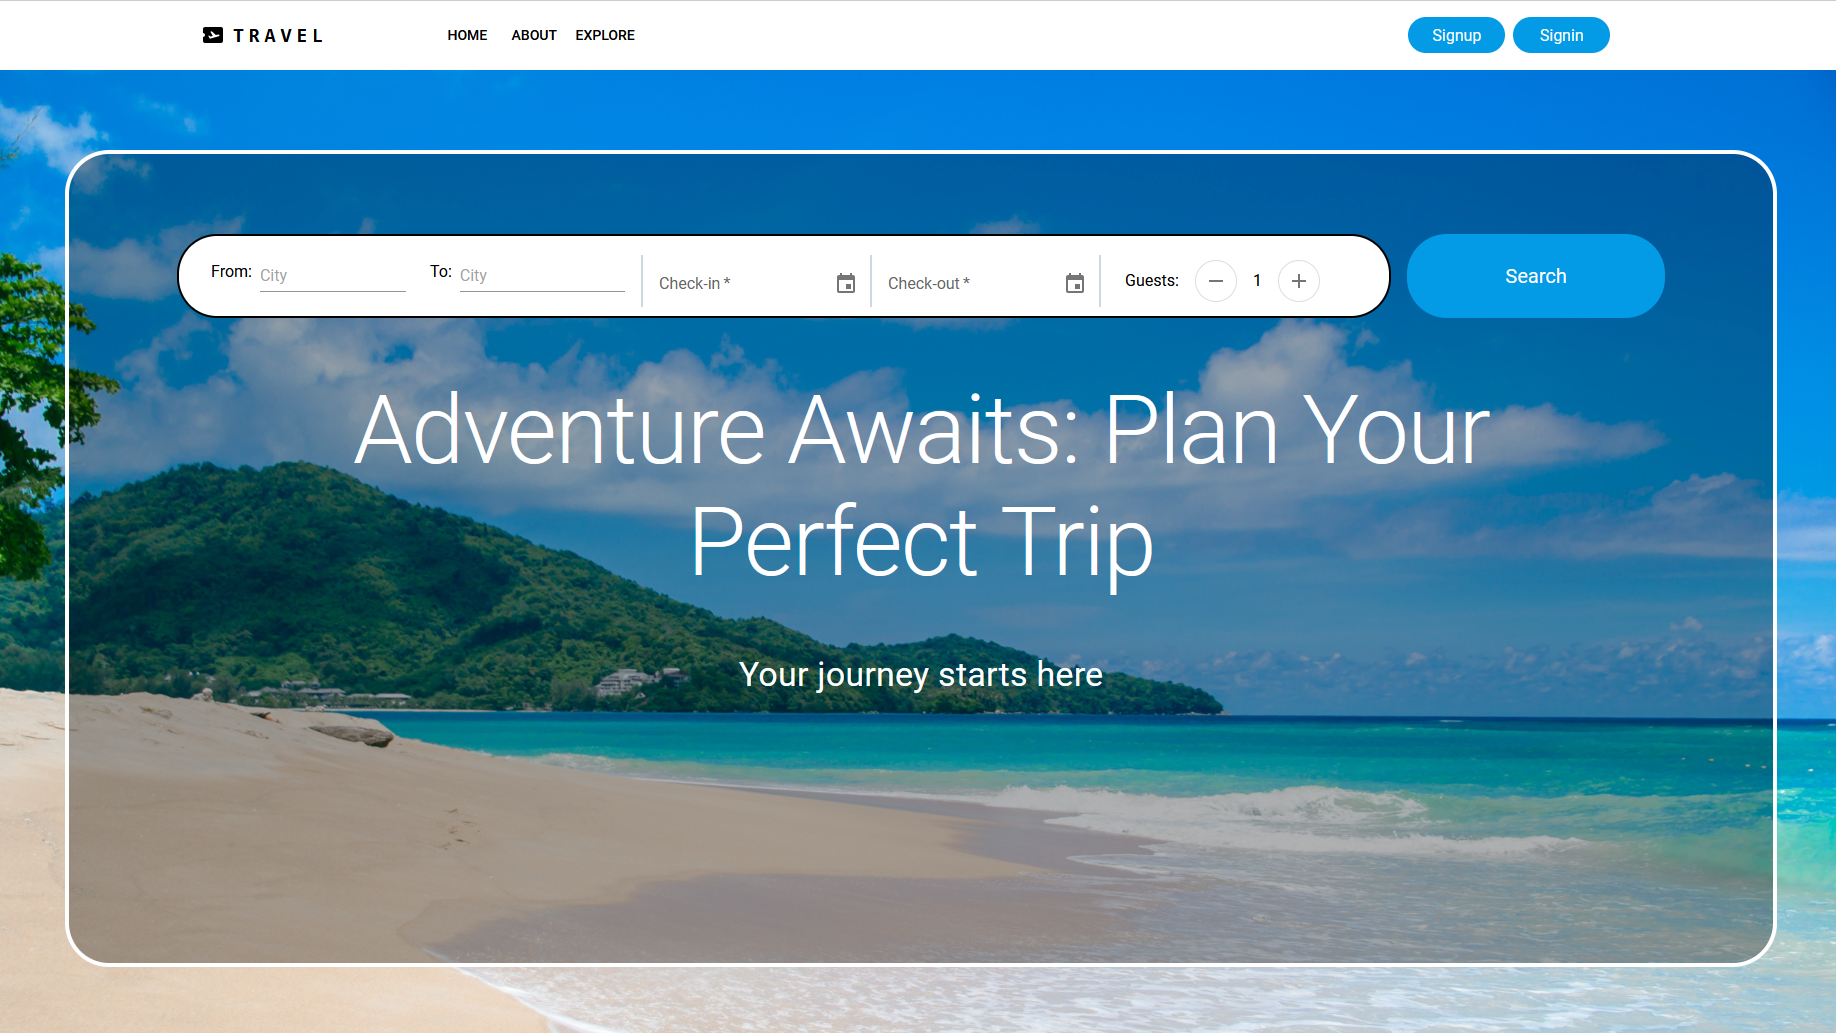 TRAVEL HOME ABOUT EXPLORE Signup Signin
From: City To: City Check-in * Check-out * Guests: 1 Search
Adventure Awaits: Plan Your
Perfect Trip
Your journey starts here